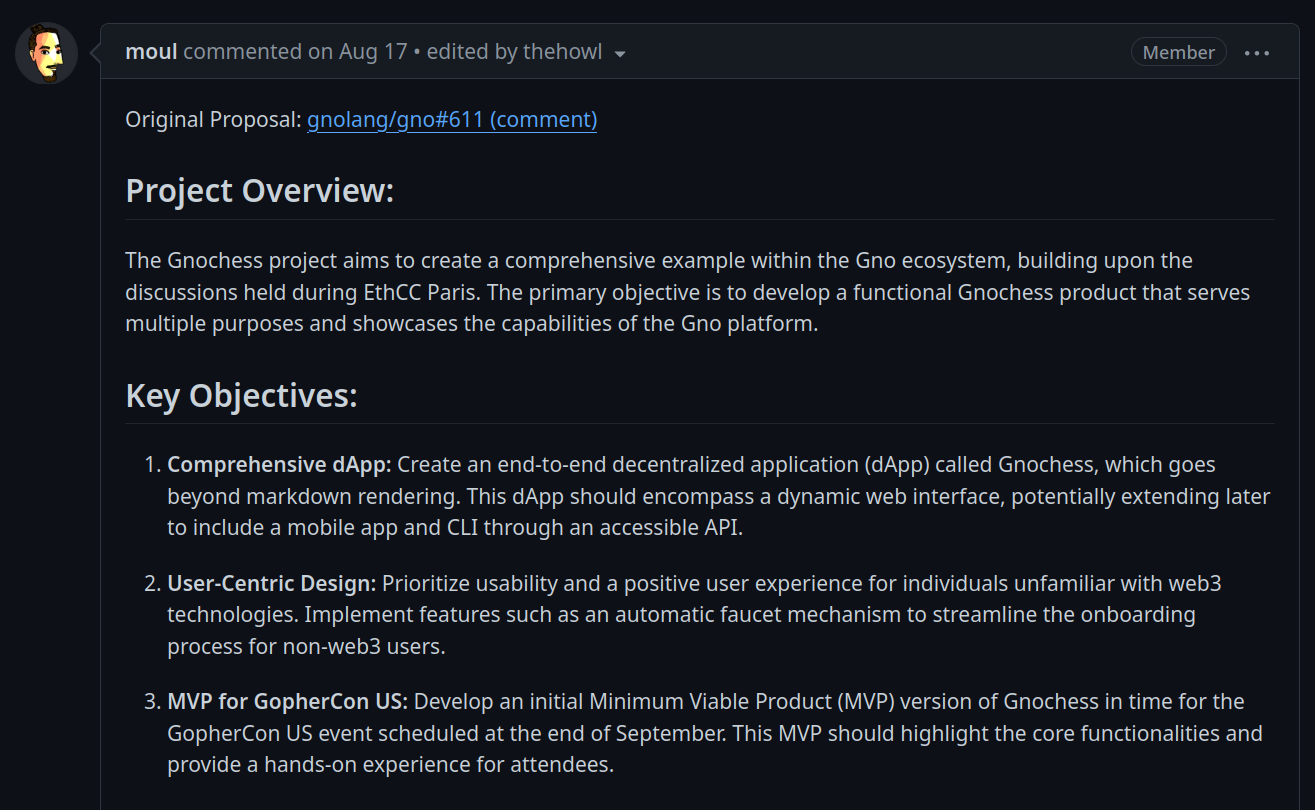 moul commented on Aug 17 • edited by thehowl
Member
Original Proposal: gnolang/gno#611 (comment)
Project Overview:
The Gnochess project aims to create a comprehensive example within the Gno ecosystem, building upon the
discussions held during EthCC Paris. The primary objective is to develop a functional Gnochess product that serves
multiple purposes and showcases the capabilities of the Gno platform.
Key Objectives:
1. Comprehensive dApp: Create an end-to-end decentralized application (dApp) called Gnochess, which goes
beyond markdown rendering. This dApp should encompass a dynamic web interface, potentially extending later
to include a mobile app and CLI through an accessible API.
2. User-Centric Design: Prioritize usability and a positive user experience for individuals unfamiliar with web3
technologies. Implement features such as an automatic faucet mechanism to streamline the onboarding
process for non-web3 users.
3. MVP for GopherCon US: Develop an initial Minimum Viable Product (MVP) version of Gnochess in time for the
GopherCon US event scheduled at the end of September. This MVP should highlight the core functionalities and
provide a hands-on experience for attendees.